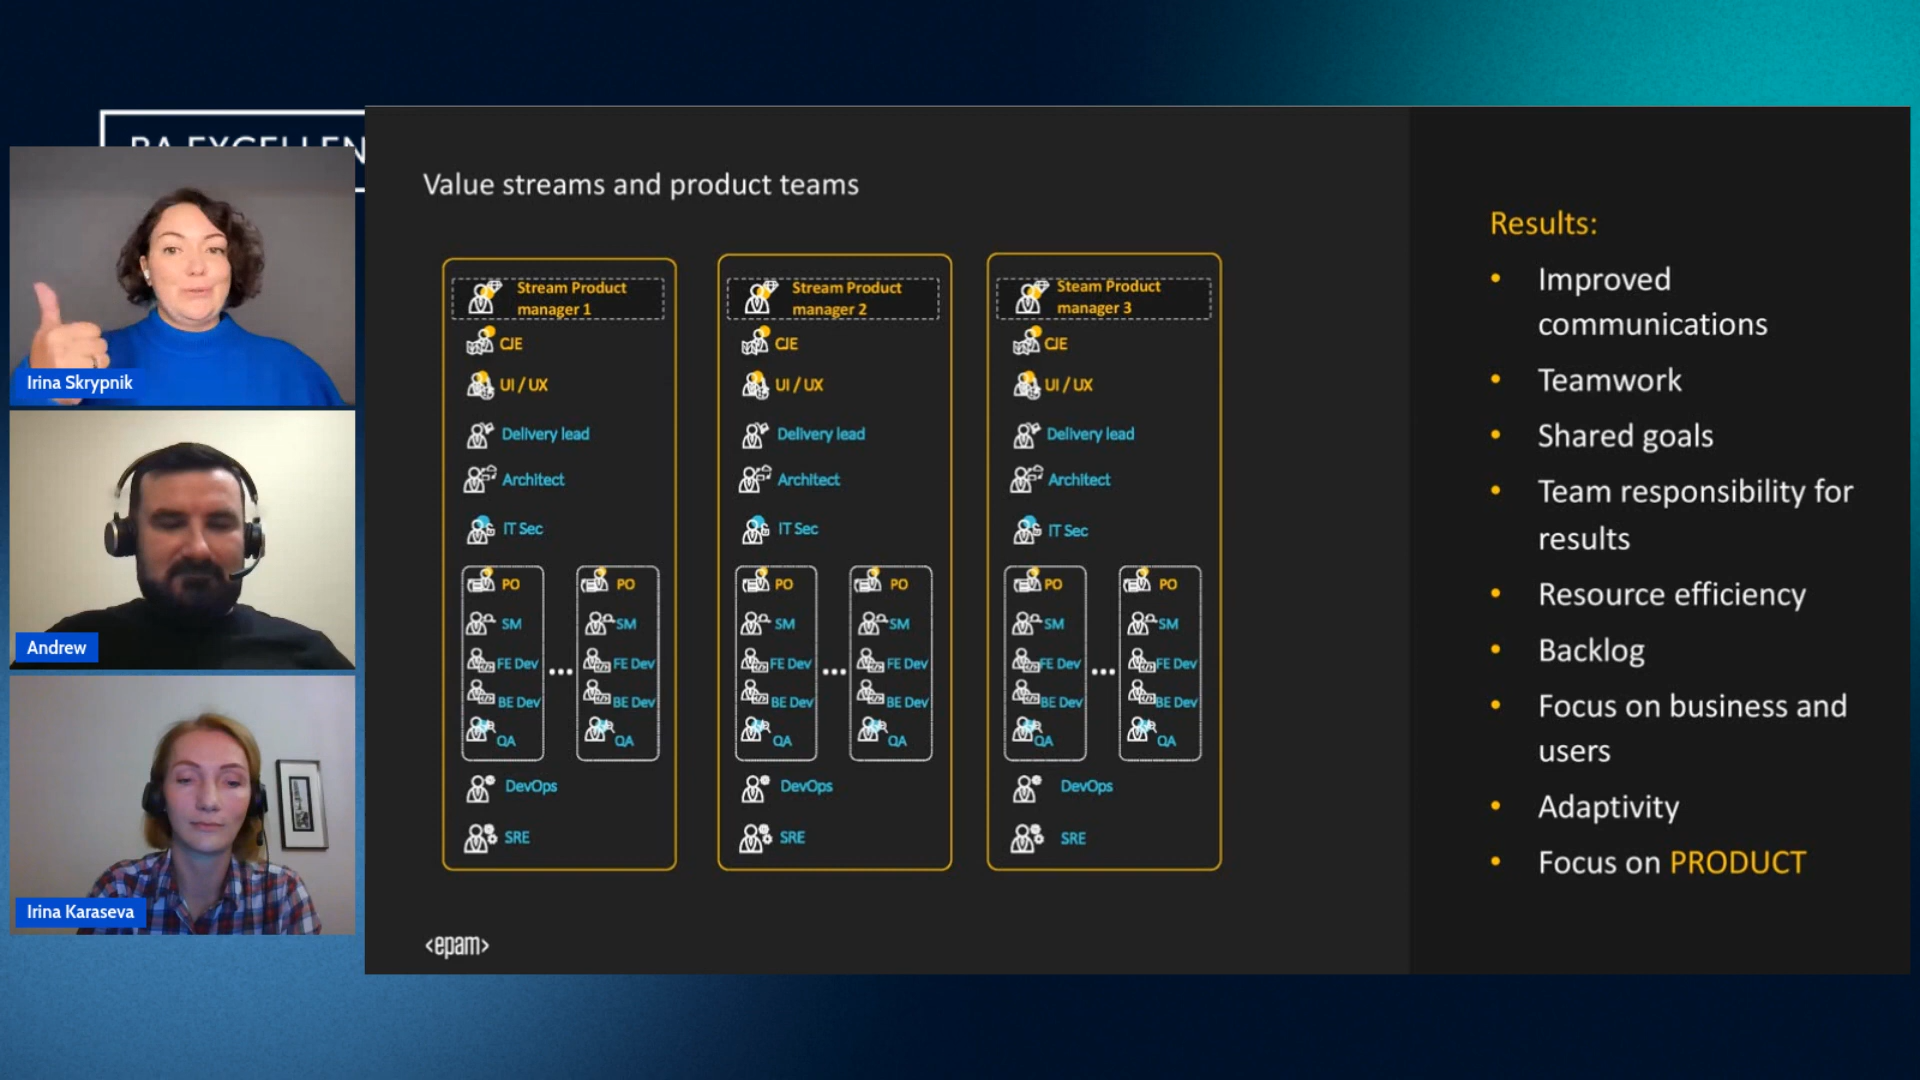 Irina Skrypnik
Andrew
Irina Karaseva
Value streams and product teams
Stream Product
manager 1
CJE
UI / UX
Delivery lead
Architect
IT Sec
PO
SM
FE Dev
BE Dev
QA
...
PO
SM
FE Dev
BE Dev
QA
DevOps
SRE
Stream Product
manager 2
CJE
UI / UX
Delivery lead
Architect
IT Sec
PO
SM
FE Dev
BE Dev
QA
...
PO
SM
FE Dev
BE Dev
QA
DevOps
SRE
Steam Product
manager 3
CJE
UI / UX
Delivery lead
Architect
IT Sec
PO
SM
FE Dev
BE Dev
QA
...
PO
SM
FE Dev
BE Dev
QA
DevOps
SRE
<epam>
Results:
• Improved
communications
• Teamwork
• Shared goals
• Team responsibility for
results
• Resource efficiency
• Backlog
• Focus on business and
users
• Adaptivity
• Focus on PRODUCT